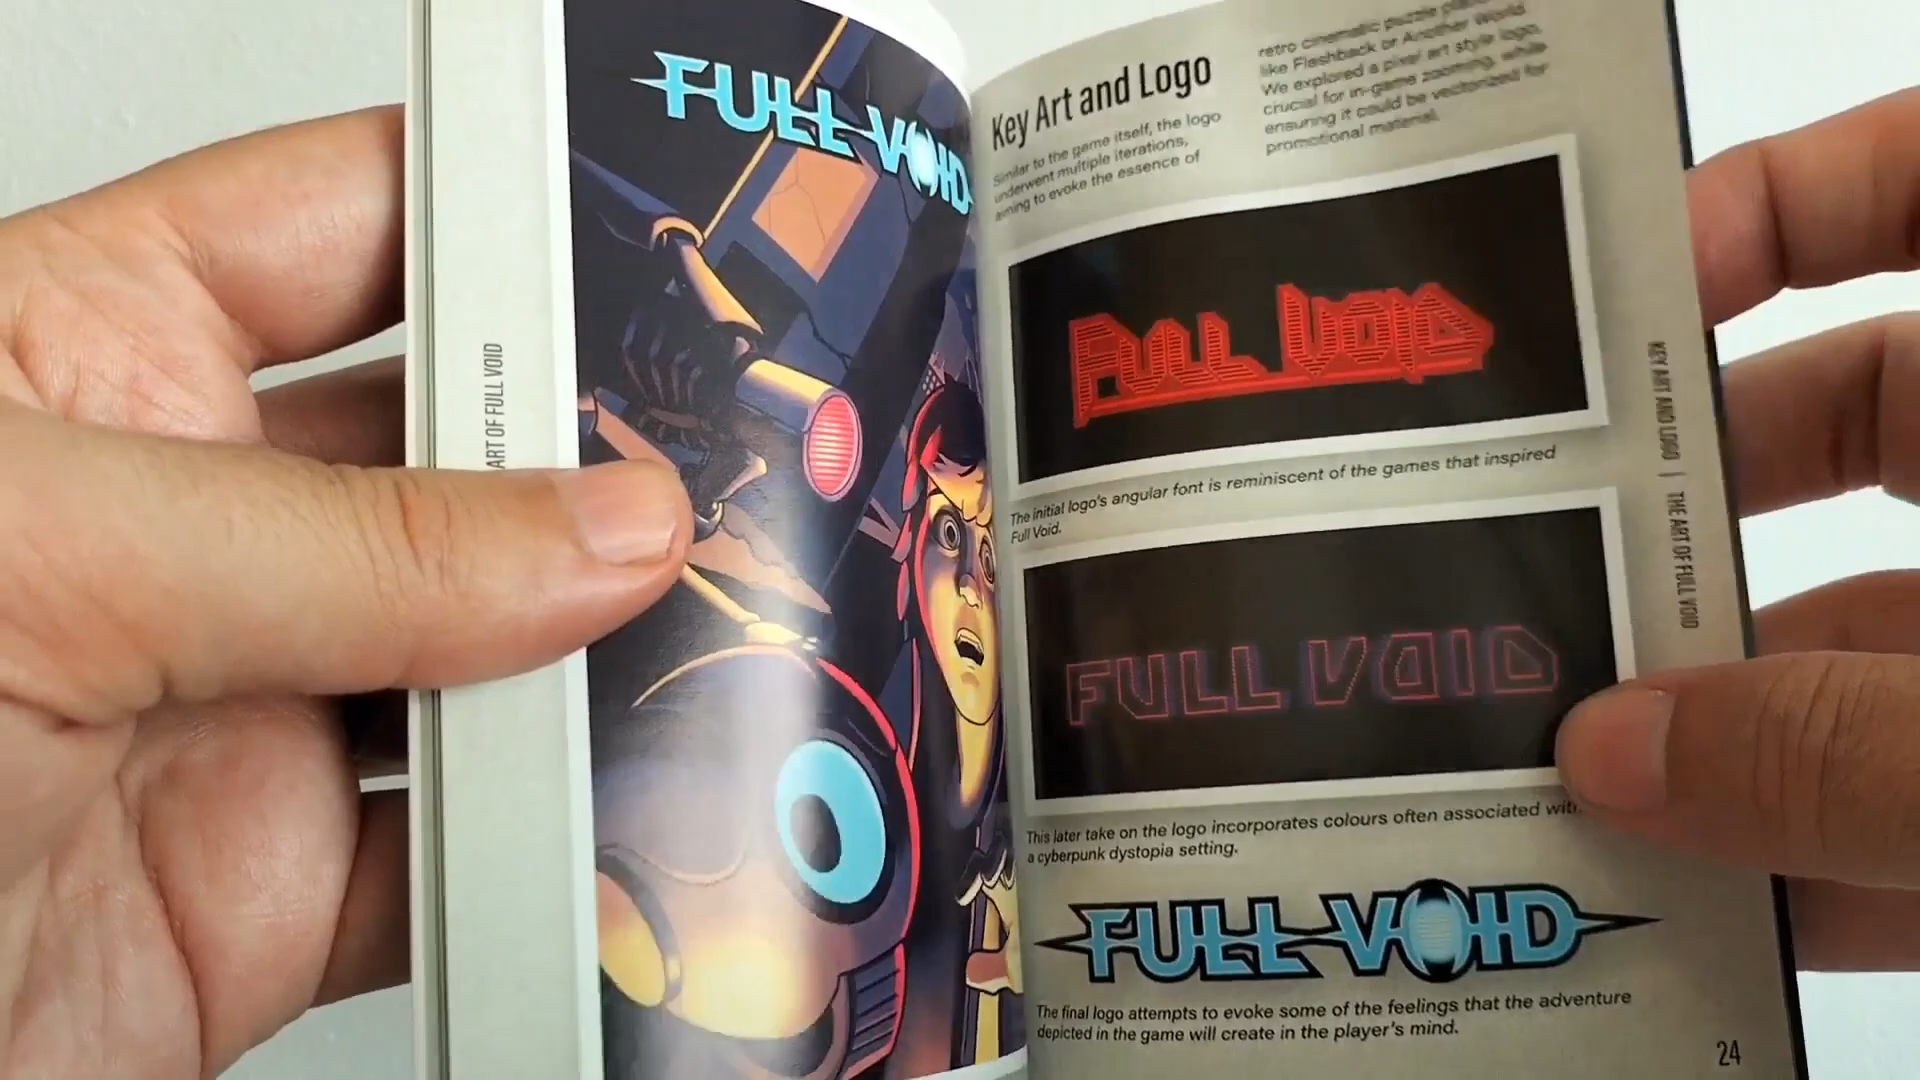 ART OF FULL VOID
FULL VOID
Key Art and Logo
Similar to the game itself, the logo
underwent multiple iterations,
aiming to evoke the essence of
retro cinematic puzzle
like Flashback or Another World.
We explored a pixel art style logo,
crucial for in-game zooming, while
ensuring it could be vectorized for
promotional material.
FULL VOID
The initial logo's angular font is reminiscent of the games that inspired
Full Void.
FULL VOID
This later take on the logo incorporates colours often associated with
a cyberpunk dystopia setting.
FULL VOID
The final logo attempts to evoke some of the feelings that the adventure
depicted in the game will create in the player's mind.
KEY ART AND LOGO | THE ART OF FULL VOID
24